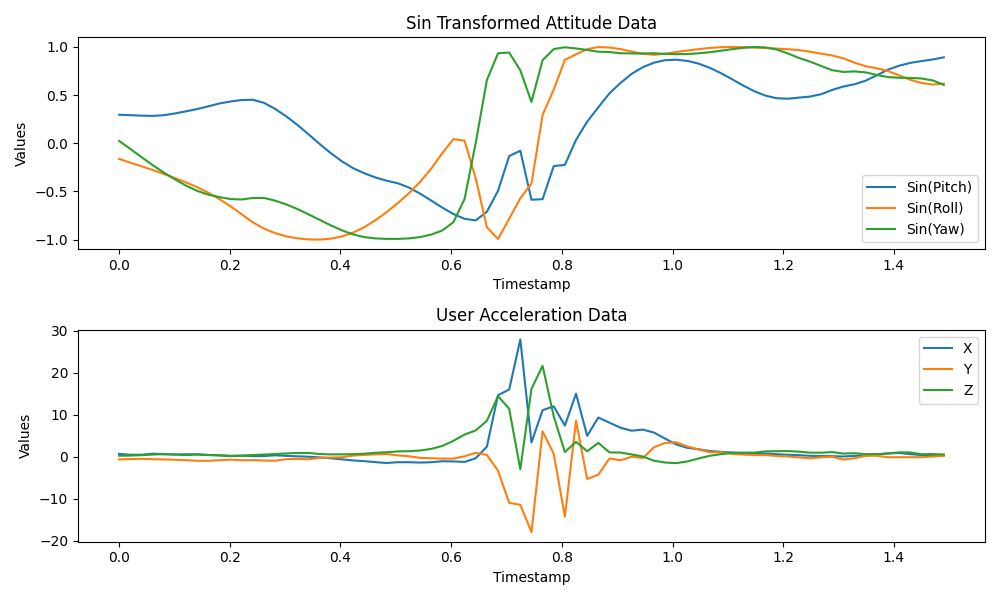 Sin Transformed Attitude Data
Values
1.0
0.5
0.0
−0.5
−1.0
Sin(Pitch)
Sin(Roll)
Sin(Yaw)
0.0 0.2 0.4 0.6 0.8 1.0 1.2 1.4
Timestamp
User Acceleration Data
Values
30
20
10
0
−10
−20
X
Y
Z
0.0 0.2 0.4 0.6 0.8 1.0 1.2 1.4
Timestamp